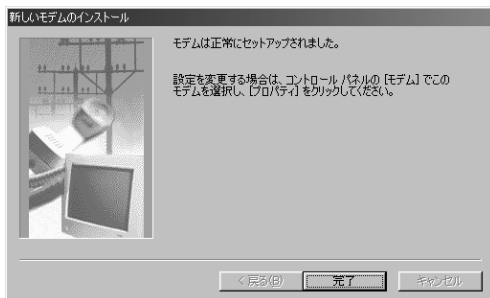 新しいモデムのインストール
モデムは正常にセットアップされました。
設定を変更する場合は、コントロール パネルの [モデム] でこの
モデムを選択し、[プロパティ] をクリックしてください。
< 戻る(B)
完了
キャンセル